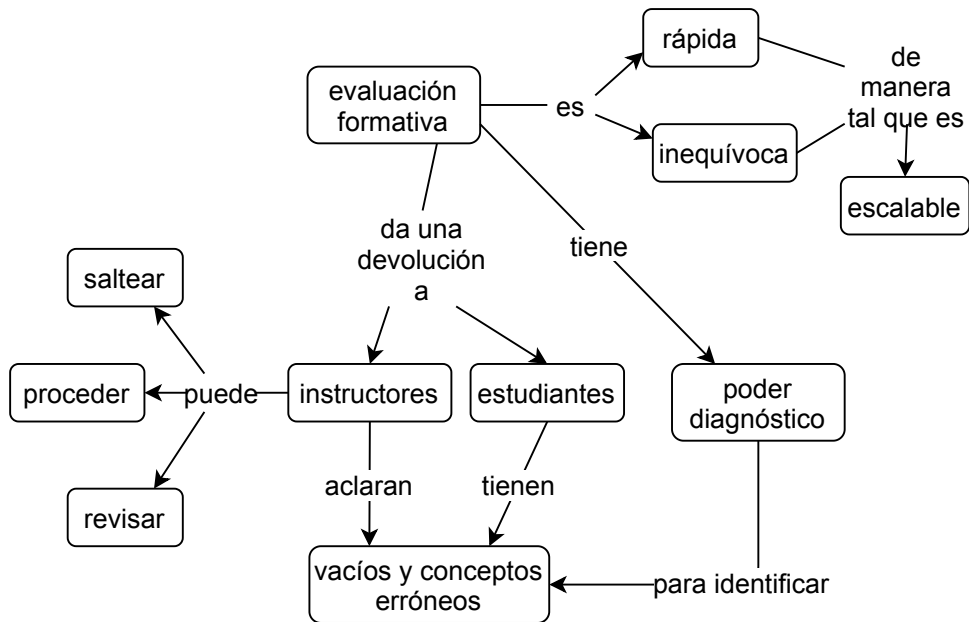 rápida
de
manera
tal que es
evaluación
formativa
es
inequívoca
escalable
da una
devolución
a
tiene
saltear
proceder
puede
instructores
estudiantes
poder
diagnóstico
aclaran
tienen
revisar
vacíos y conceptos
erróneos
para identificar